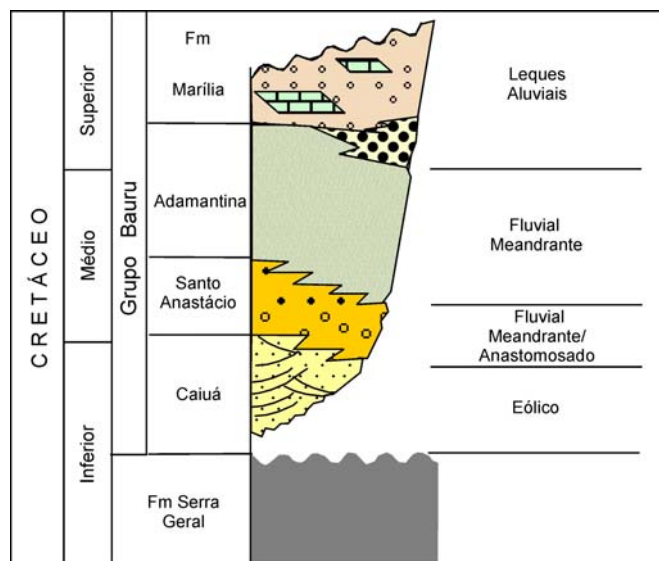 CRETÁCEO
Superior
Médio
Inferior
Grupo Bauru
Fm
Marília
Adamantina
Santo
Anastácio
Caiuá
Fm Serra
Geral
Leques
Aluviais
Fluvial
Meandrante
Fluvial
Meandrante/
Anastomosado
Eólico